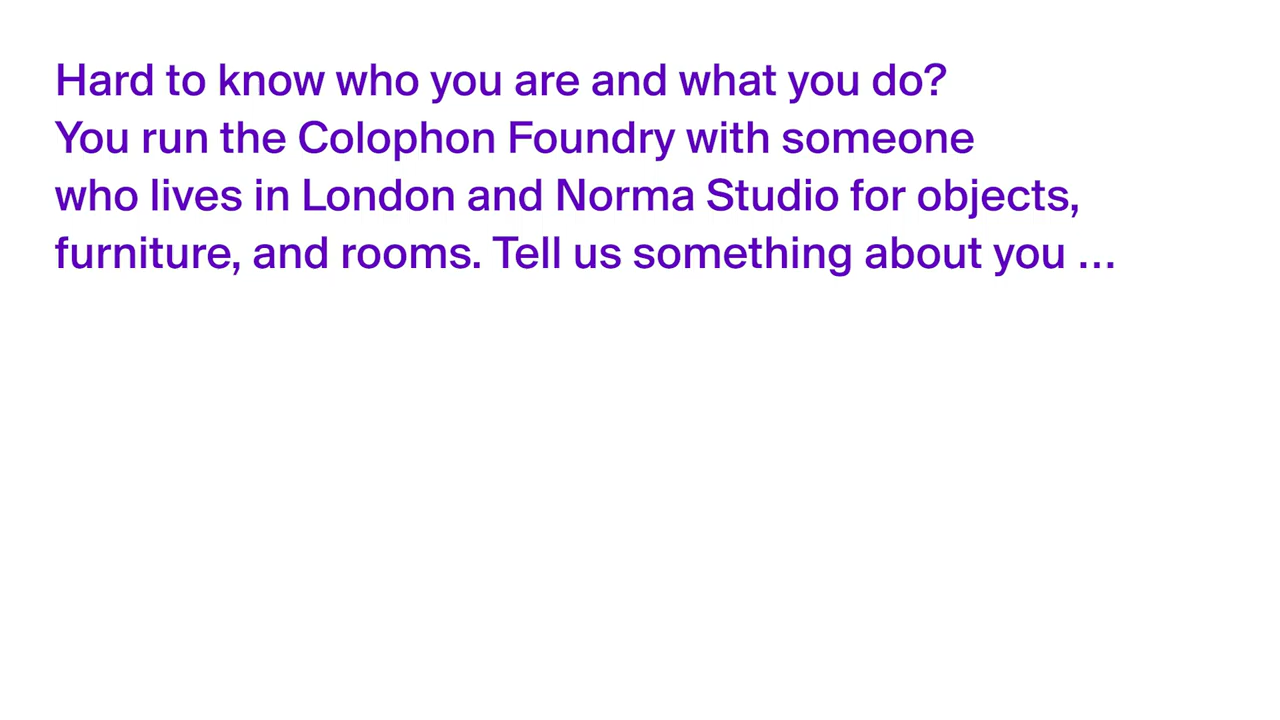 Hard to know who you are and what you do?
You run the Colophon Foundry with someone
who lives in London and Norma Studio for objects,
furniture, and rooms. Tell us something about you ...